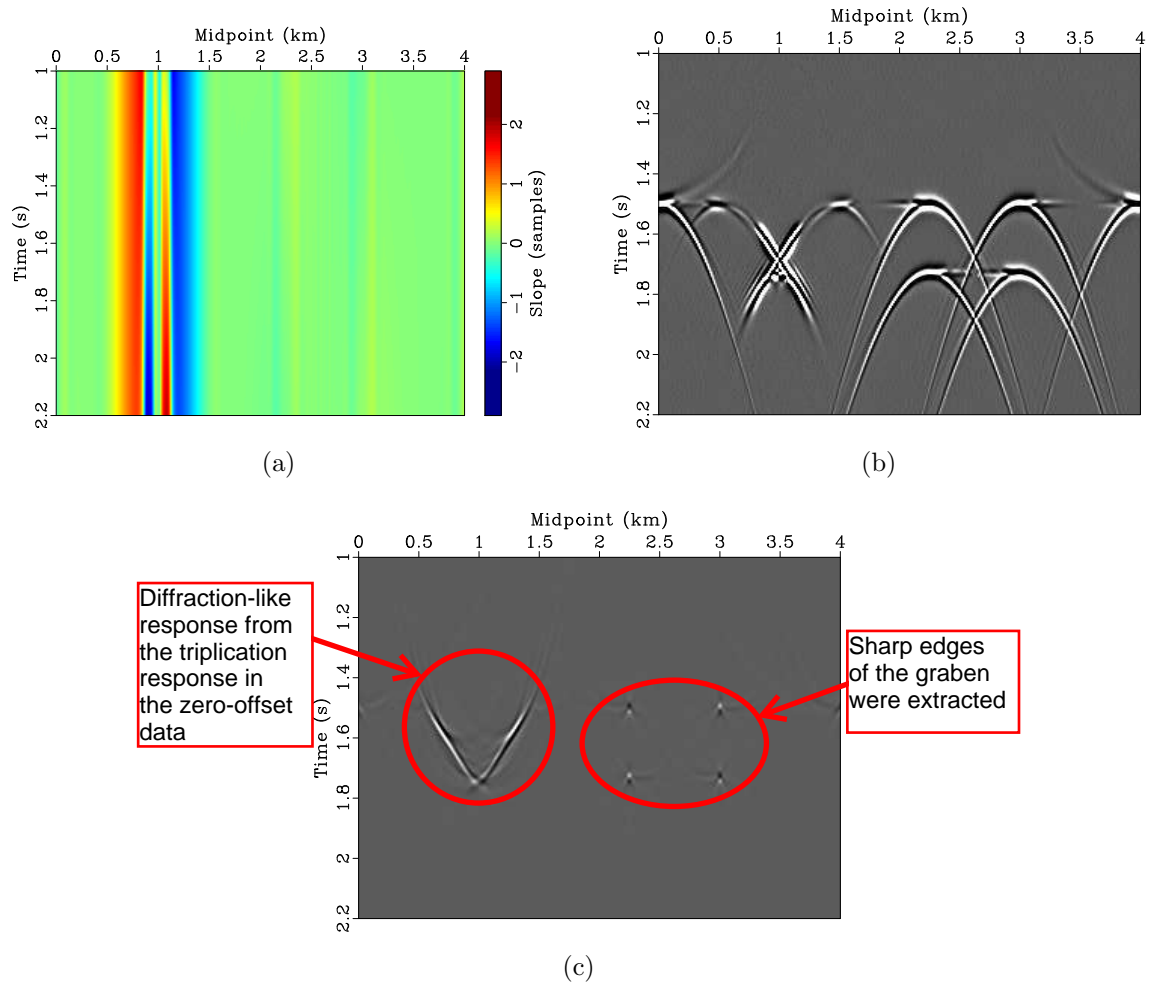 Midpoint (km)
0 0.5 1 1.5 2 2.5 3 3.5 4
Time (s)
1 1.2 1.4 1.6 1.8 2 2.2
2 1 0 −1 −2
Slope (samples)
(a)
Midpoint (km)
0 0.5 1 1.5 2 2.5 3 3.5 4
Time (s)
1 1.2 1.4 1.6 1.8 2 2.2
(b)
Midpoint (km)
0 0.5 1 1.5 2 2.5 3 3.5 4
Time (s)
1 1.2 1.4 1.6 1.8 2 2.2
Diffraction-like
response from
the triplication
response in
the zero-offset
data
Sharp edges
of the graben
were extracted
(c)